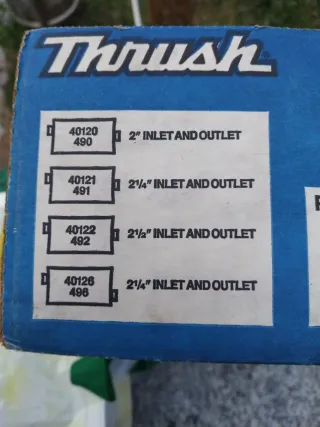 Thrush
40120
490
2" INLET AND OUTLET
40121
491
2¼" INLET AND OUTLET
40122
492
2½" INLET AND OUTLET
40126
496
2¼" INLET AND OUTLET